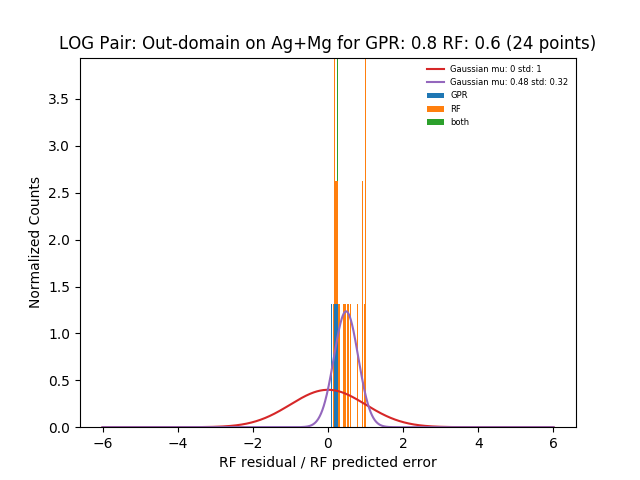 LOG Pair: Out-domain on Ag+Mg for GPR: 0.8 RF: 0.6 (24 points)
Gaussian mu: 0 std: 1
Gaussian mu: 0.48 std: 0.32
GPR
RF
both
Normalized Counts
3.5
3.0
2.5
2.0
1.5
1.0
0.5
0.0
−6 −4 −2 0 2 4 6
RF residual / RF predicted error